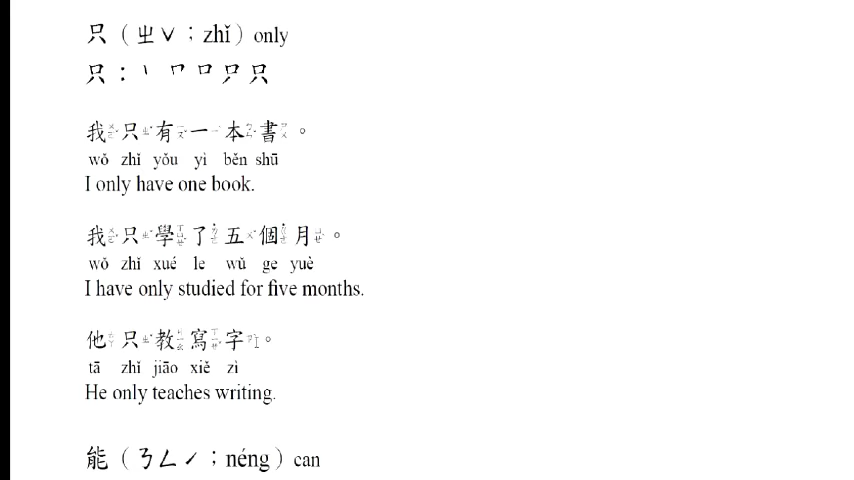 只（ㄓˇ；zhǐ）only
只：丶
我只有一本書。
wǒ zhǐ yǒu yì běn shū
I only have one book.
我只學了五個月。
wǒ zhǐ xué le wǔ ge yuè
I have only studied for five months.
他只教寫字。
tā zhǐ jiāo xiě zì
He only teaches writing.
能（ㄋㄥˊ；néng）can